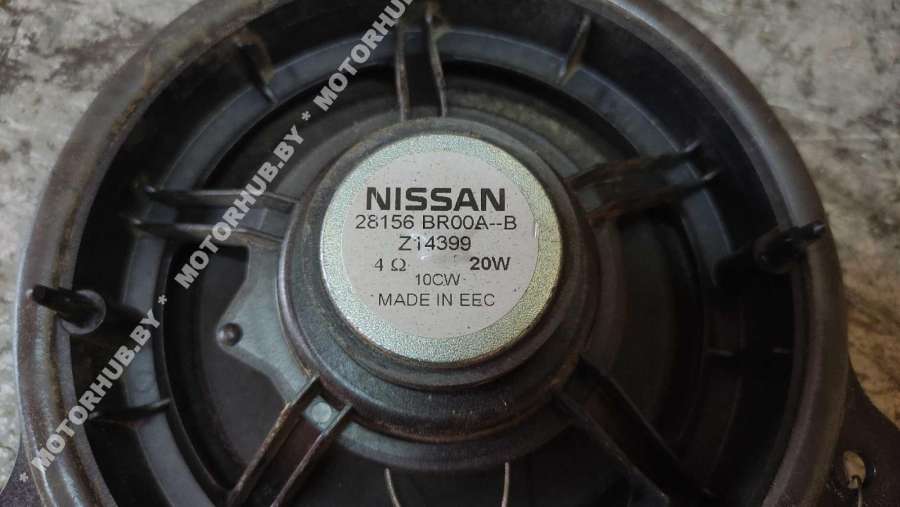 * MOTORHUB.BY * MOTORHUB.BY * MOTORHUB.BY
NISSAN
28156 BR00A--B
Z14399
4 Ω 20W
10CW
MADE IN EEC